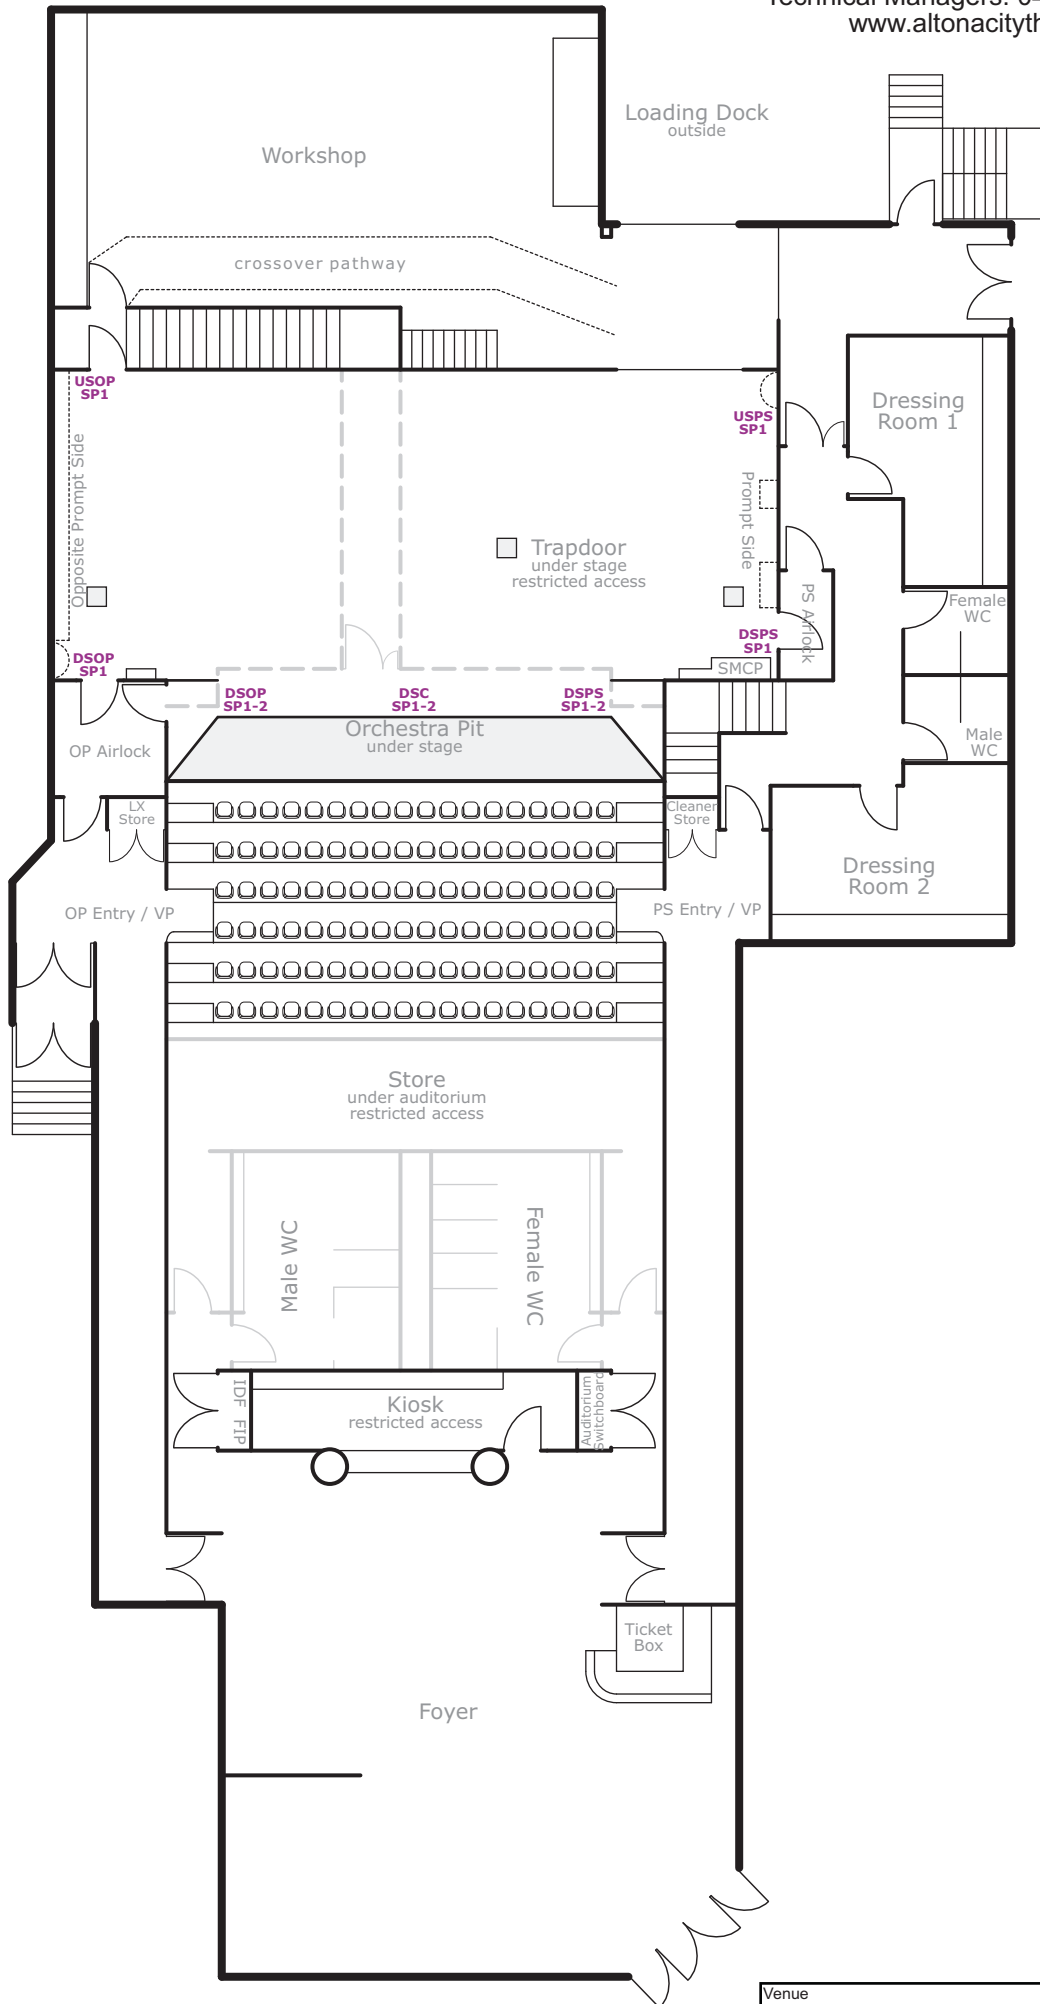 Technical Managers: 0
www.altonacityth
Loading Dock
outside
Workshop
crossover pathway
USOP
SP1
USPS
SP1
Dressing
Room 1
Opposite Prompt Side
Prompt Side
Trapdoor
under stage
restricted access
PS Airlock
Female
WC
DSOP
SP1
DSPS
SP1
SMCP
DSOP
SP1-2
DSC
SP1-2
DSPS
SP1-2
Orchestra Pit
under stage
OP Airlock
Male
WC
LX
Store
Cleaner
Store
Dressing
Room 2
OP Entry / VP
PS Entry / VP
Store
under auditorium
restricted access
Male WC
Female WC
IDF FIP
Kiosk
restricted access
Auditorium
Switchboard
Ticket
Box
Foyer
Venue